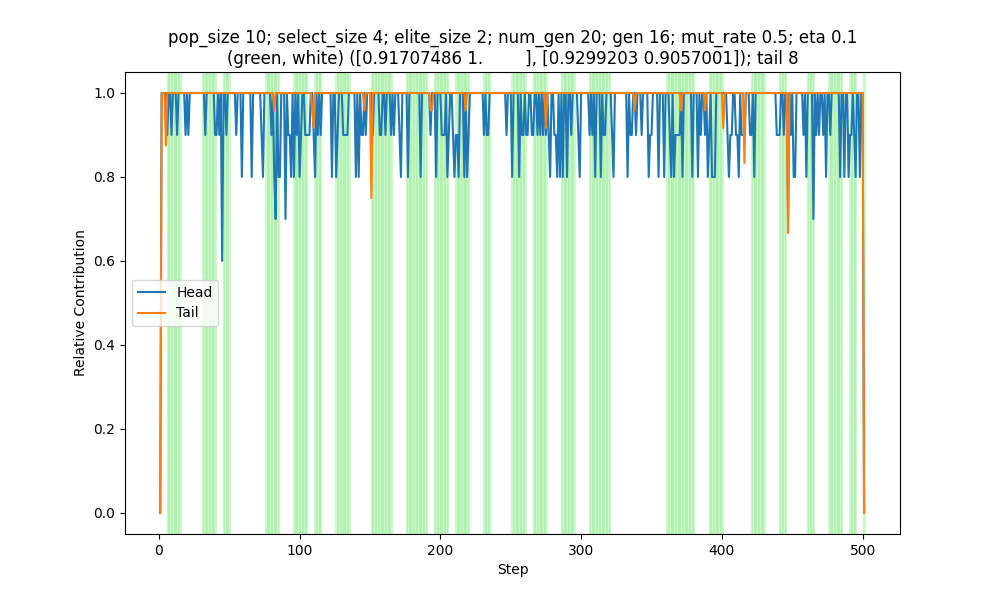 pop_size 10; select_size 4; elite_size 2; num_gen 20; gen 16; mut_rate 0.5; eta 0.1
(green, white) ([0.91707486 1.        ], [0.9299203 0.9057001]); tail 8
1.0
0.8
0.6
0.4
0.2
0.0
Relative Contribution
Head
Tail
0
100
200
300
400
500
Step